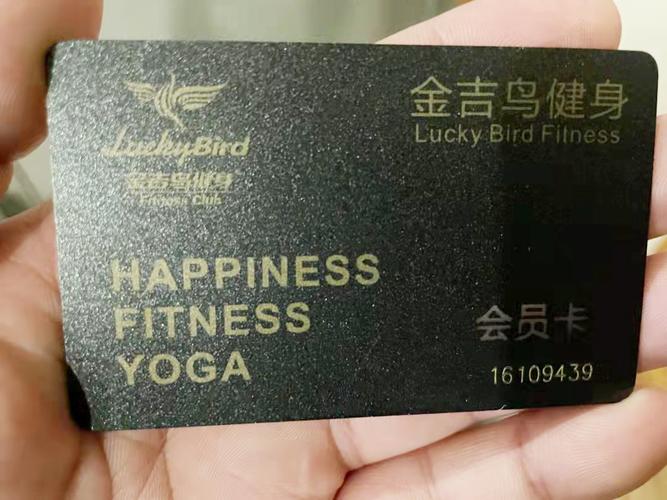 LuckyBird
金吉鸟健身
Fitness Club
金吉鸟健身
Lucky Bird Fitness
HAPPINESS
FITNESS
YOGA
会员卡
16109439